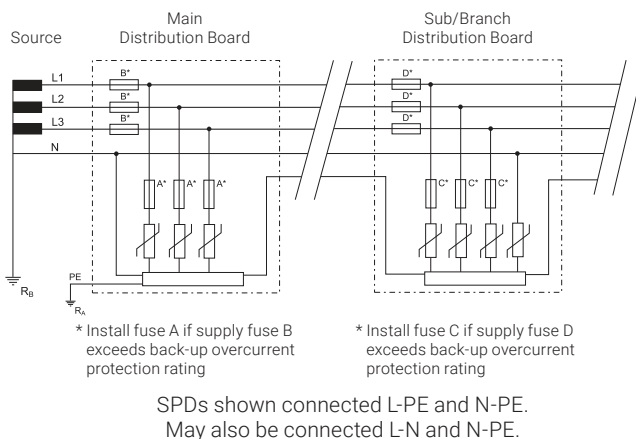 Source
Main
Distribution Board
Sub/Branch
Distribution Board
L1
B*
D*
L2
B*
D*
L3
B*
D*
N
A*
A*
A*
C*
C*
C*
PE
RB
RA
* Install fuse A if supply fuse B
exceeds back-up overcurrent
protection rating
* Install fuse C if supply fuse D
exceeds back-up overcurrent
protection rating
SPDs shown connected L-PE and N-PE.
May also be connected L-N and N-PE.